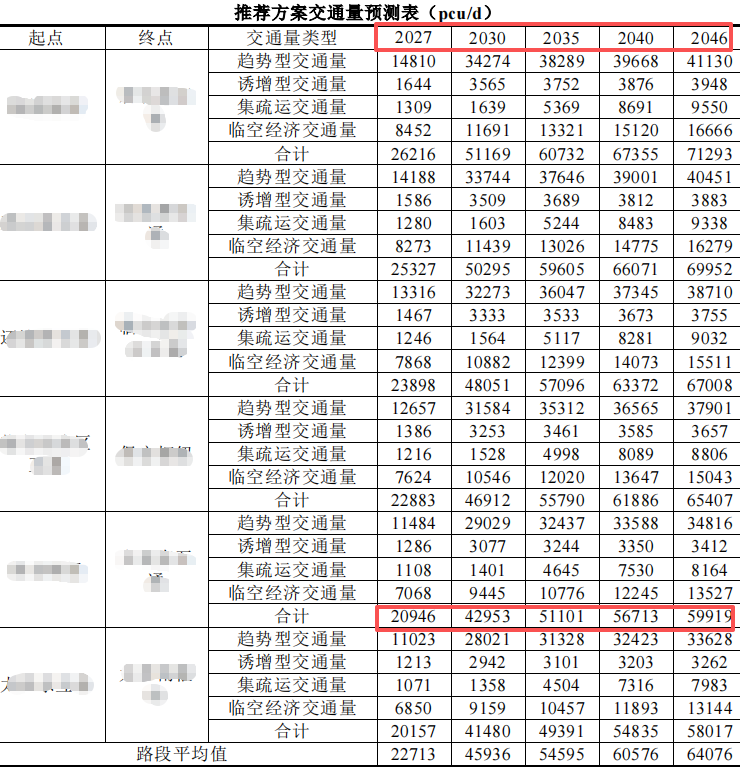 推荐方案交通量预测表（pcu/d）
起点 终点 交通量类型 2027 2030 2035 2040 2046
趋势型交通量 14810 34274 38289 39668 41130
诱增型交通量 1644 3565 3752 3876 3948
集疏运交通量 1309 1639 5369 8691 9550
临空经济交通量 8452 11691 13321 15120 16666
合计 26216 51169 60732 67355 71293
趋势型交通量 14188 33744 37646 39001 40451
诱增型交通量 1586 3509 3689 3812 3883
集疏运交通量 1280 1603 5244 8483 9338
临空经济交通量 8273 11439 13026 14775 16279
合计 25327 50295 59605 66071 69952
趋势型交通量 13316 32273 36047 37345 38710
诱增型交通量 1467 3333 3533 3673 3755
集疏运交通量 1246 1564 5117 8281 9032
临空经济交通量 7868 10882 12399 14073 15511
合计 23898 48051 57096 63372 67008
趋势型交通量 12657 31584 35312 36565 37901
诱增型交通量 1386 3253 3461 3585 3657
集疏运交通量 1216 1528 4998 8089 8806
临空经济交通量 7624 10546 12020 13647 15043
合计 22883 46912 55790 61886 65407
趋势型交通量 11484 29029 32437 33588 34816
诱增型交通量 1286 3077 3244 3350 3412
集疏运交通量 1108 1401 4645 7530 8164
临空经济交通量 7068 9445 10776 12245 13527
合计 20946 42953 51101 56713 59919
趋势型交通量 11023 28021 31328 32423 33628
诱增型交通量 1213 2942 3101 3203 3262
集疏运交通量 1071 1358 4504 7316 7983
临空经济交通量 6850 9159 10457 11893 13144
合计 20157 41480 49391 54835 58017
路段平均值 22713 45936 54595 60576 64076